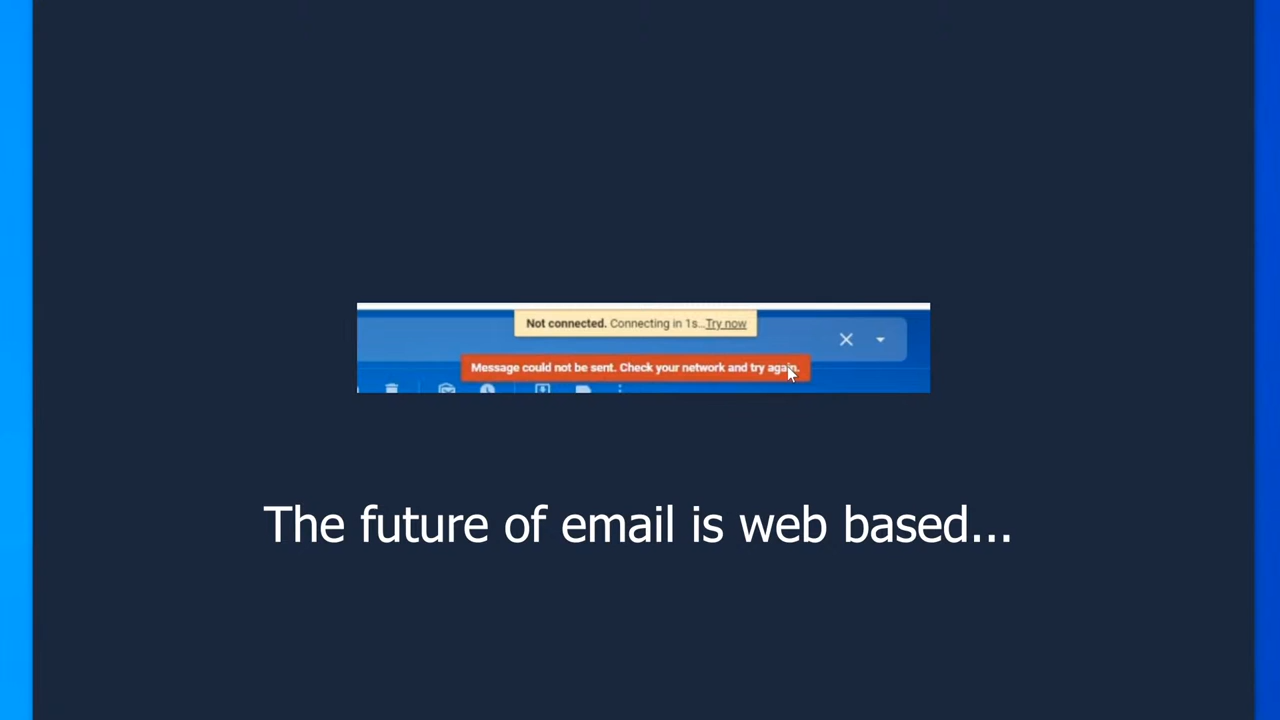 Not connected. Connecting in 1s...Try now
Message could not be sent. Check your network and try again.
The future of email is web based...